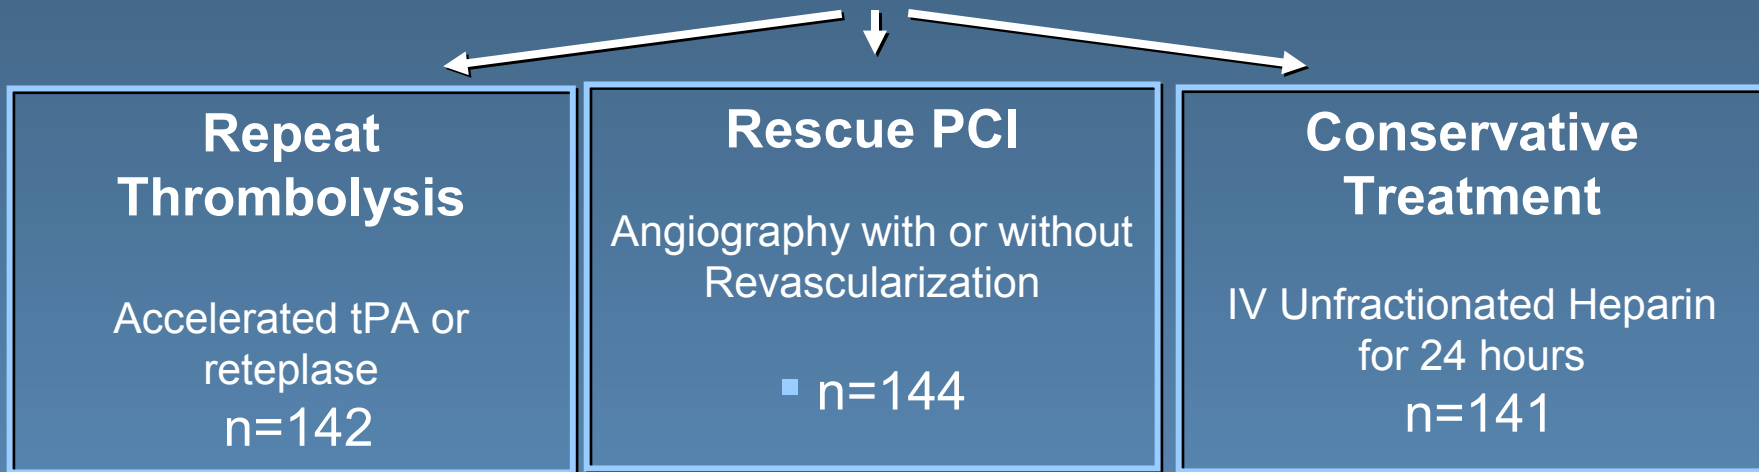 Repeat
Thrombolysis
Accelerated tPA or
reteplase
n=142
Rescue PCI
Angiography with or without
Revascularization
▪ n=144
Conservative
Treatment
IV Unfractionated Heparin
for 24 hours
n=141